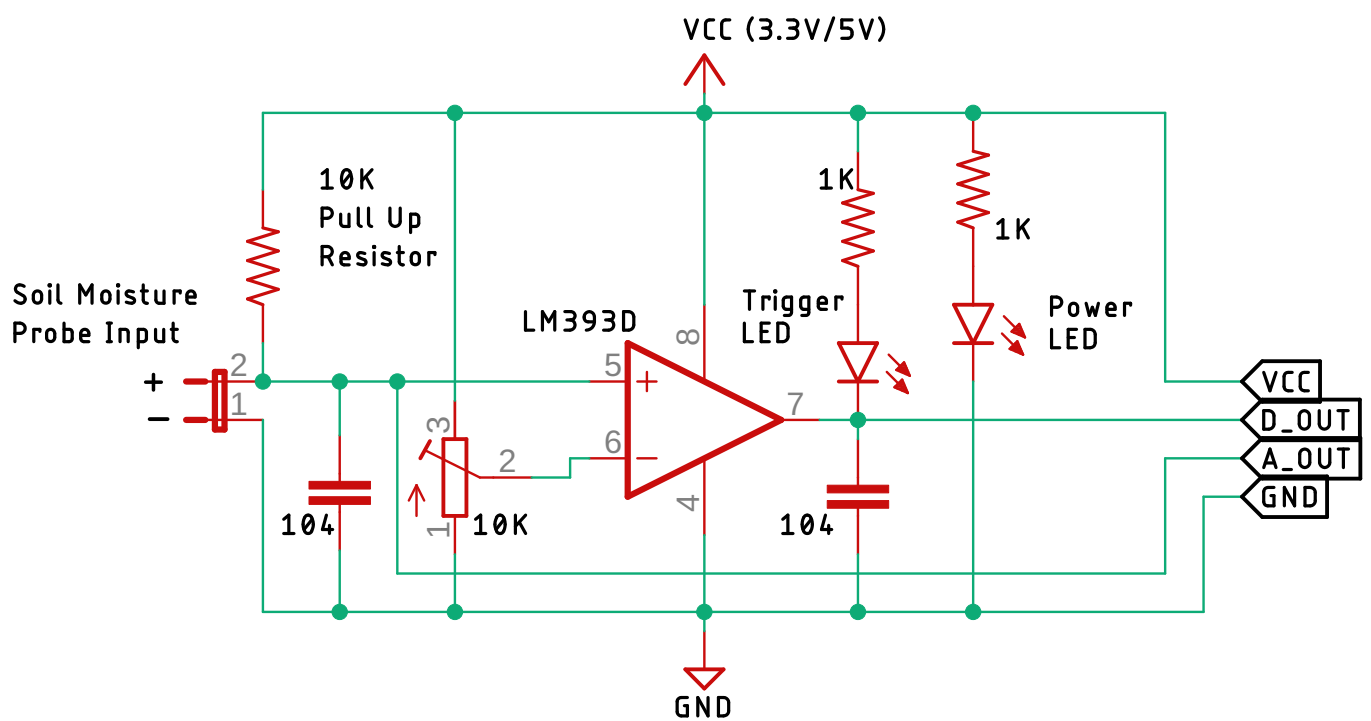 VCC (3.3V/5V)
10K
Pull Up
Resistor
1K
1K
Soil Moisture
Probe Input
LM393D
Trigger
LED
Power
LED
+
2
−
1
5
+
8
6
−
4
7
3
2
1
10K
104
104
VCC
D_OUT
A_OUT
GND
GND